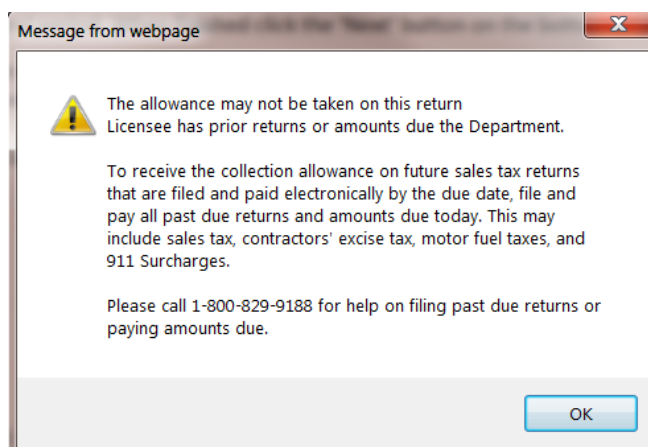 Message from webpage
The allowance may not be taken on this return
Licensee has prior returns or amounts due the Department.
To receive the collection allowance on future sales tax returns
that are filed and paid electronically by the due date, file and
pay all past due returns and amounts due today. This may
include sales tax, contractors' excise tax, motor fuel taxes, and
911 Surcharges.
Please call 1-800-829-9188 for help on filing past due returns or
paying amounts due.
OK